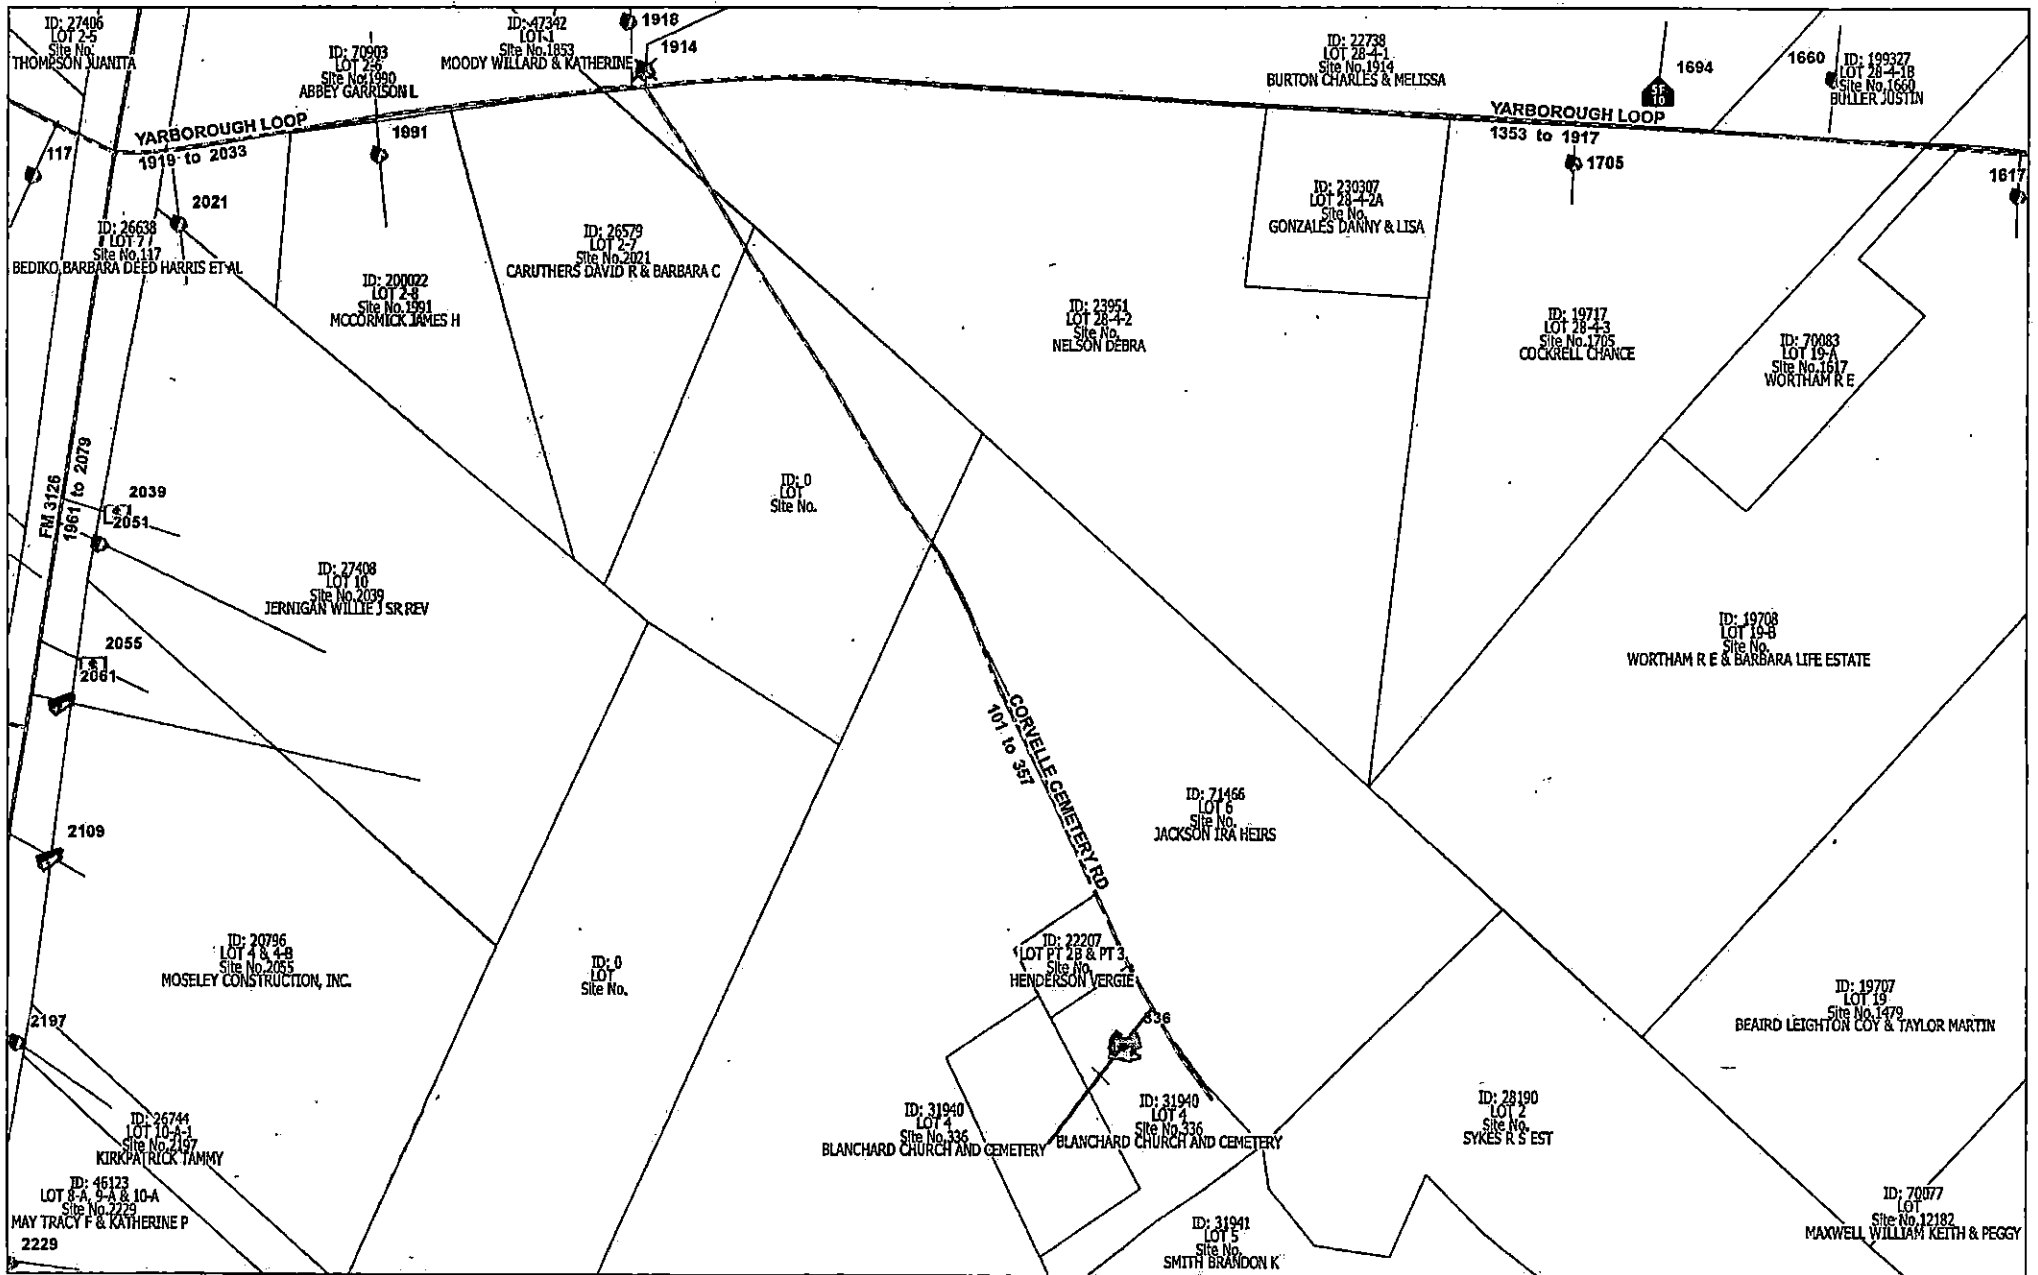 ID: 27406
LOT 2-5
Site No.
THOMPSON JUANITA
ID: 70903
LOT 2-6
Site No.1990
ABBEY GARRISON L
ID: 47342
LOT 1
Site No.1853
MOODY WILLARD & KATHERINE
1918
1914
ID: 22738
LOT 28-4-1
Site No.1914
BURTON CHARLES & MELISSA
1694
SF
10
1660
ID: 199327
LOT 28-4-1B
Site No.1660
BULLER JUSTIN
YARBOROUGH LOOP
1919 to 2033
1991
YARBOROUGH LOOP
1353 to 1917
1705
1617
117
2021
ID: 26638
LOT 7
Site No.117
BEDIKO BARBARA DEED HARRIS ET AL
ID: 200022
LOT 2-8
Site No.1991
MCCORMICK JAMES H
ID: 26579
LOT 2-7
Site No.2021
CARUTHERS DAVID R & BARBARA C
ID: 230307
LOT 28-4-2A
Site No.
GONZALES DANNY & LISA
ID: 23951
LOT 28-4-2
Site No.
NELSON DEBRA
ID: 19717
LOT 28-4-3
Site No.1705
COCKRELL CHANCE
ID: 70083
LOT 19-A
Site No.1617
WORTHAM R E
FM 3126
1961 to 2079
2039
2051
ID: 0
LOT
Site No.
ID: 27408
LOT 10
Site No.2039
JERNIGAN WILLIE J SR REV
2055
2061
ID: 19708
LOT 19-B
Site No.
WORTHAM R E & BARBARA LIFE ESTATE
CORVELLE CEMETERY RD
101 to 357
ID: 71466
LOT 6
Site No.
JACKSON IRA HEIRS
2109
ID: 20796
LOT 4 & 4-B
Site No.2055
MOSELEY CONSTRUCTION, INC.
ID: 0
LOT
Site No.
ID: 22207
LOT PT 2B & PT 3
Site No.
HENDERSON VERGIE
336
ID: 19707
LOT 19
Site No.1479
BEAIRD LEIGHTON COY & TAYLOR MARTIN
2197
ID: 26744
LOT 10-A-1
Site No.2197
KIRKPATRICK TAMMY
ID: 31940
LOT 4
Site No.336
BLANCHARD CHURCH AND CEMETERY
ID: 31940
LOT 4
Site No.336
BLANCHARD CHURCH AND CEMETERY
ID: 28190
LOT 2
Site No.
SYKES R S EST
ID: 46123
LOT 8-A, 9-A & 10-A
Site No.2229
MAY TRACY F & KATHERINE P
2229
ID: 31941
LOT 5
Site No.
SMITH BRANDON K
ID: 70077
LOT
Site No.12182
MAXWELL WILLIAM KEITH & PEGGY